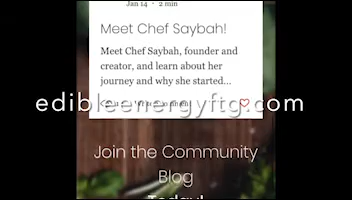 Jan 14 · 2 min
Meet Chef Saybah!
Meet Chef Saybah, founder and
creator, and learn about her
journey and why she started...
edibleenergyftg.com
Join the Community
Blog
Today!